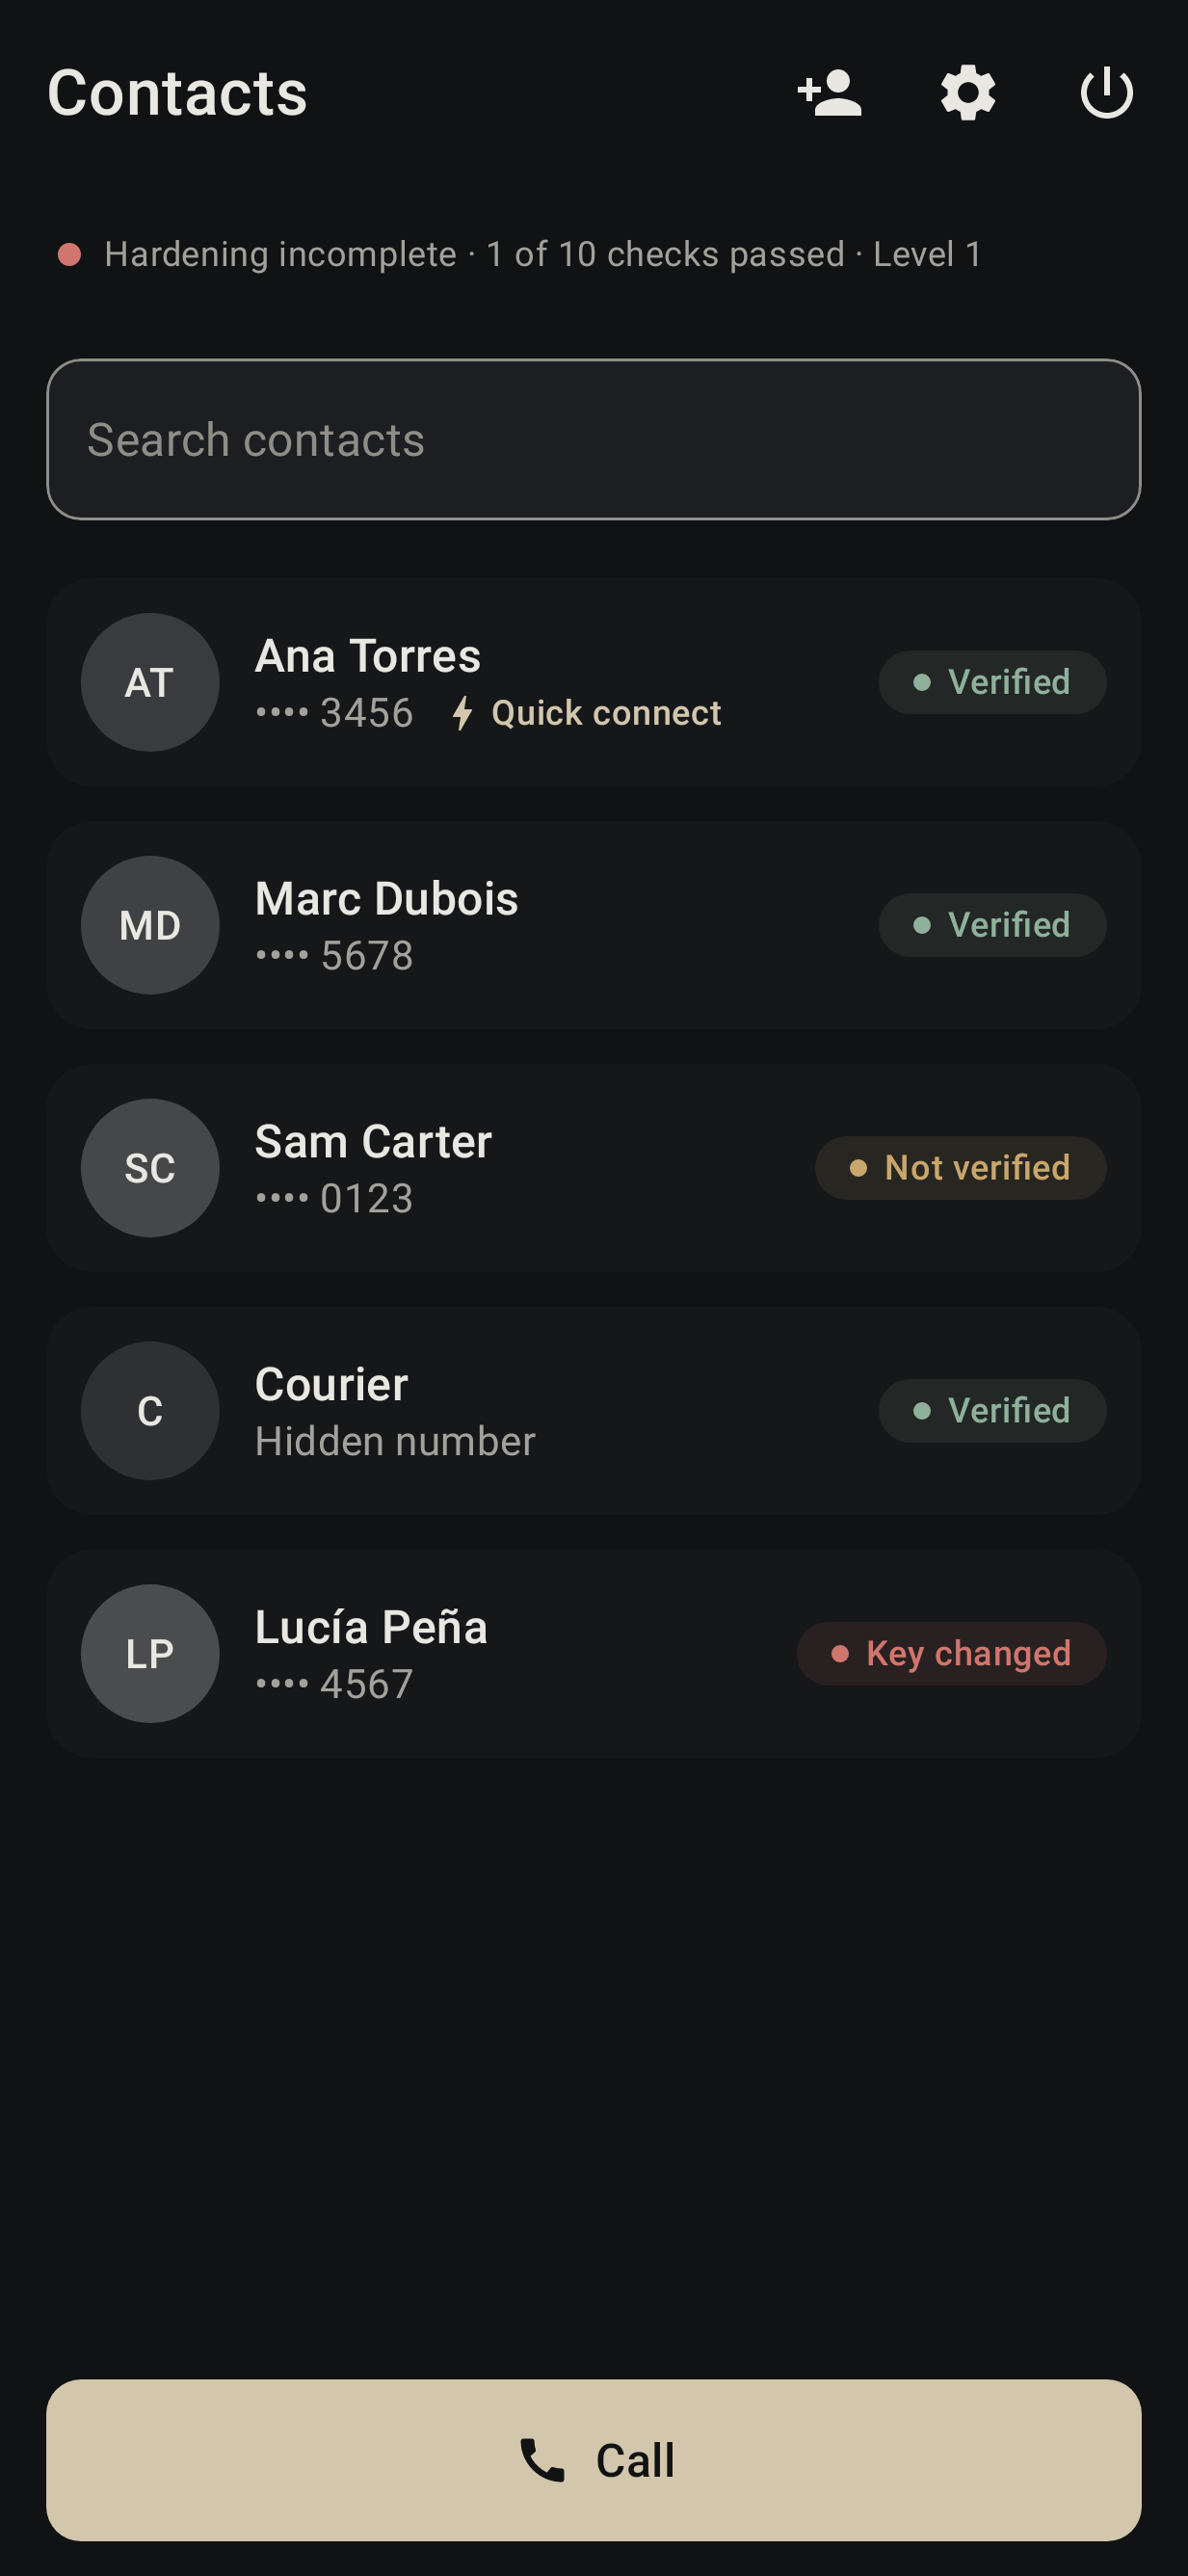 Contacts
Hardening incomplete · 1 of 10 checks passed · Level 1
Search contacts
AT
Ana Torres
•••• 3456 Quick connect
Verified
MD
Marc Dubois
•••• 5678
Verified
SC
Sam Carter
•••• 0123
Not verified
C
Courier
Hidden number
Verified
LP
Lucía Peña
•••• 4567
Key changed
Call